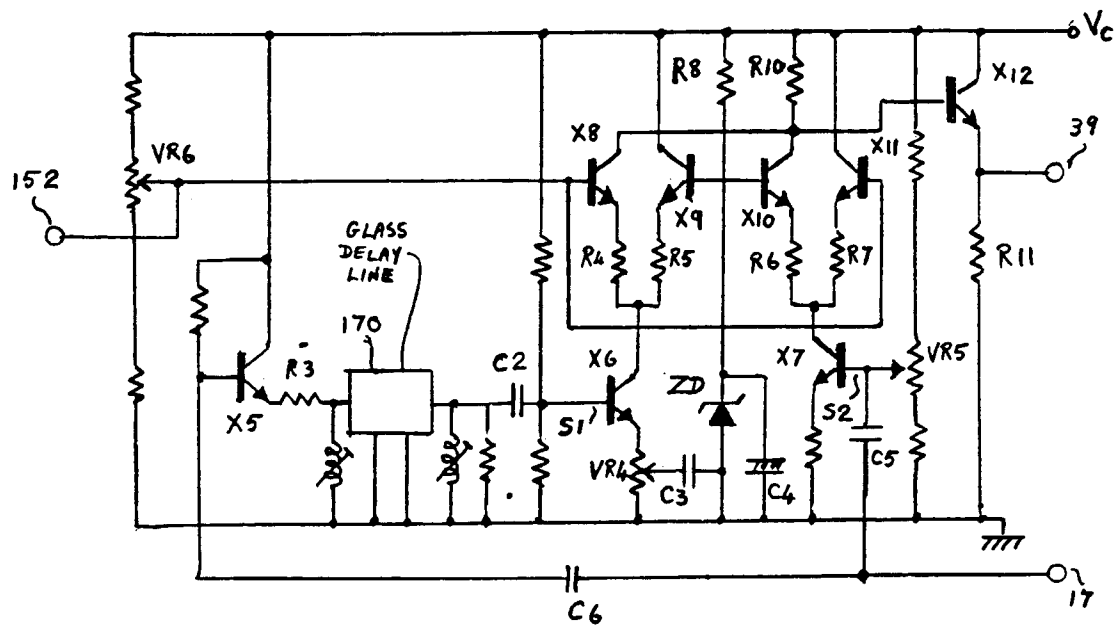 Vc
R8
R10
X12
X8
X11
39
VR6
152
X9
X10
GLASS
DELAY
LINE
R4
R5
R6
R7
R11
170
R3
C2
X6
X7
VR5
ZD
X5
S1
S2
VR4
C3
C4
C5
C6
17